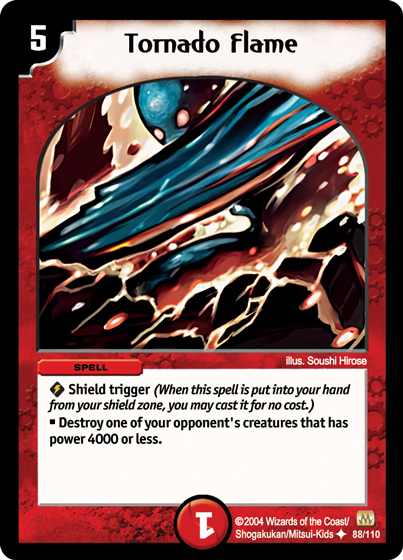 5
Tornado Flame
illus. Soushi Hirose
SPELL
Shield trigger (When this spell is put into your hand
from your shield zone, you may cast it for no cost.)
▪ Destroy one of your opponent's creatures that has
power 4000 or less.
1
©2004 Wizards of the Coast/
Shogakukan/Mitsui-Kids ✦ 88/110